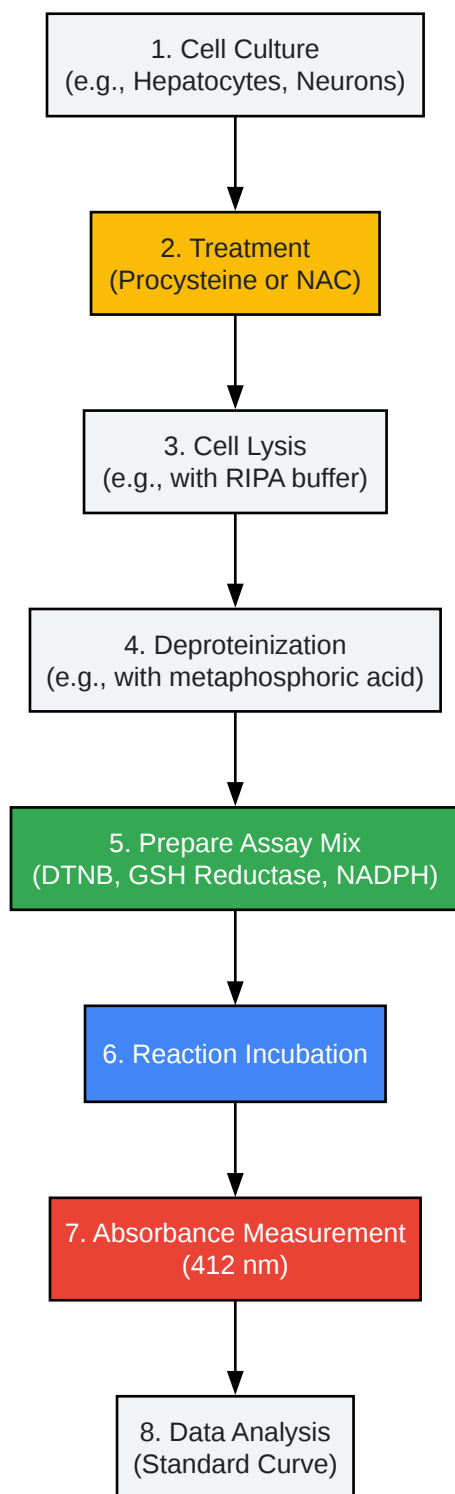 1. Cell Culture
(e.g., Hepatocytes, Neurons)
2. Treatment
(Procysteine or NAC)
3. Cell Lysis
(e.g., with RIPA buffer)
4. Deproteinization
(e.g., with metaphosphoric acid)
5. Prepare Assay Mix
(DTNB, GSH Reductase, NADPH)
6. Reaction Incubation
7. Absorbance Measurement
(412 nm)
8. Data Analysis
(Standard Curve)